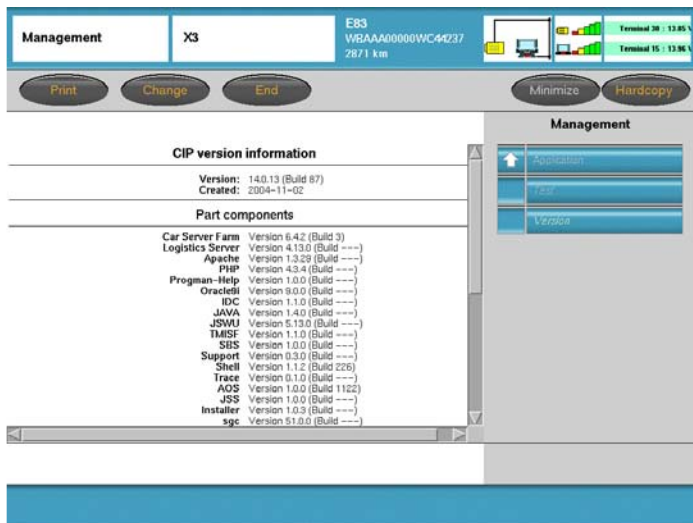 Management
X3
E83
WBAAA00000WC44237
2871 km
Terminal 30 : 13.85 V
Terminal 15 : 13.96 V
Print
Change
End
Minimize
Hardcopy
CIP version information
Version: 14.0.13 (Build 87)
Created: 2004-11-02
Part components
Car Server Farm Version 6.4.2 (Build 3)
Logistics Server Version 4.13.0 (Build ---)
Apache Version 1.3.29 (Build ---)
PHP Version 4.3.4 (Build ---)
Progman-Help Version 1.0.0 (Build ---)
Oracle9i Version 9.0.0 (Build ---)
IDC Version 1.1.0 (Build ---)
JAVA Version 1.4.0 (Build ---)
JSWU Version 5.13.0 (Build ---)
TMISF Version 1.1.0 (Build ---)
SBS Version 1.0.0 (Build ---)
Support Version 0.3.0 (Build ---)
Shell Version 1.1.2 (Build 226)
Trace Version 0.1.0 (Build ---)
AOS Version 1.0.0 (Build 1122)
JSS Version 1.0.0 (Build ---)
Installer Version 1.0.3 (Build ---)
sgc Version 51.0.0 (Build ---)
Management
Application
Test
Version